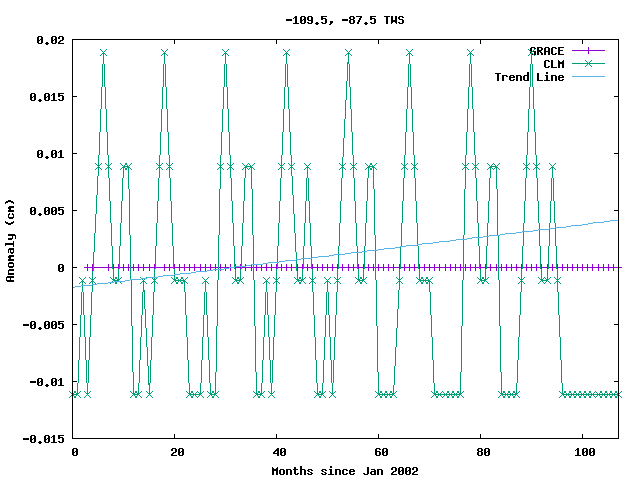 -109.5, -87.5 TWS
GRACE
CLM
Trend Line
0.02
0.015
0.01
0.005
0
-0.005
-0.01
-0.015
Anomaly (cm)
0 20 40 60 80 100
Months since Jan 2002